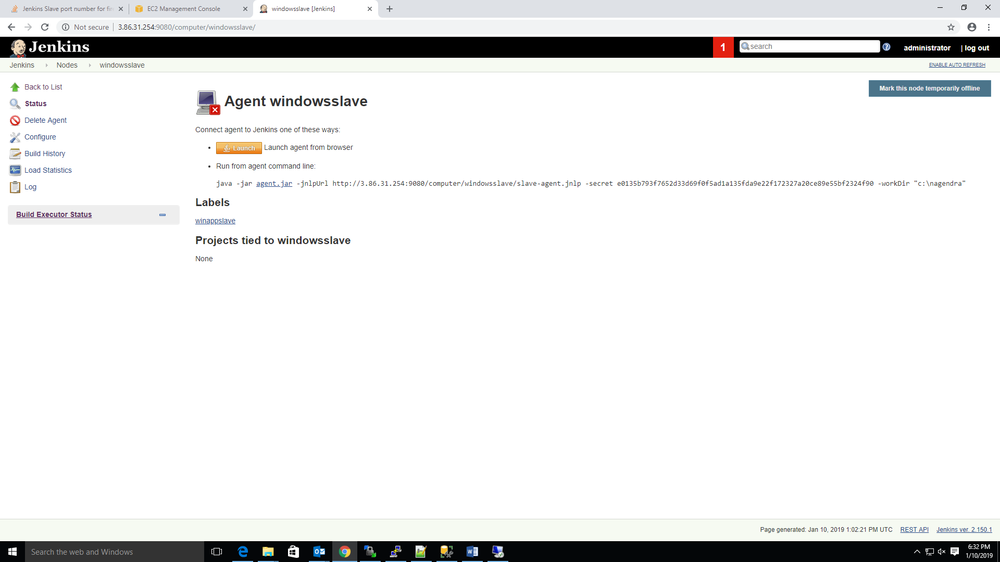 Jenkins Slave port number for fir
EC2 Management Console
windowsslave [Jenkins]
Not secure
3.86.31.254:9080/computer/windowsslave/
Jenkins
1
search
administrator
| log out
Jenkins
Nodes
windowsslave
ENABLE AUTO REFRESH
Back to List
Status
Delete Agent
Configure
Build History
Load Statistics
Log
Build Executor Status
Mark this node temporarily offline
Agent windowsslave
Connect agent to Jenkins one of these ways:
Launch Launch agent from browser
Run from agent command line:
java -jar agent.jar -jnlpUrl http://3.86.31.254:9080/computer/windowsslave/slave-agent.jnlp -secret e0135b793f7652d33d69f0f5ad1a135fda9e22f172327a20ce89e55bf2324f90 -workDir "c:\nagendra"
Labels
winappslave
Projects tied to windowsslave
None
Page generated: Jan 10, 2019 1:02:21 PM UTC
REST API
Jenkins ver. 2.150.1
Search the web and Windows
6:32 PM
1/10/2019